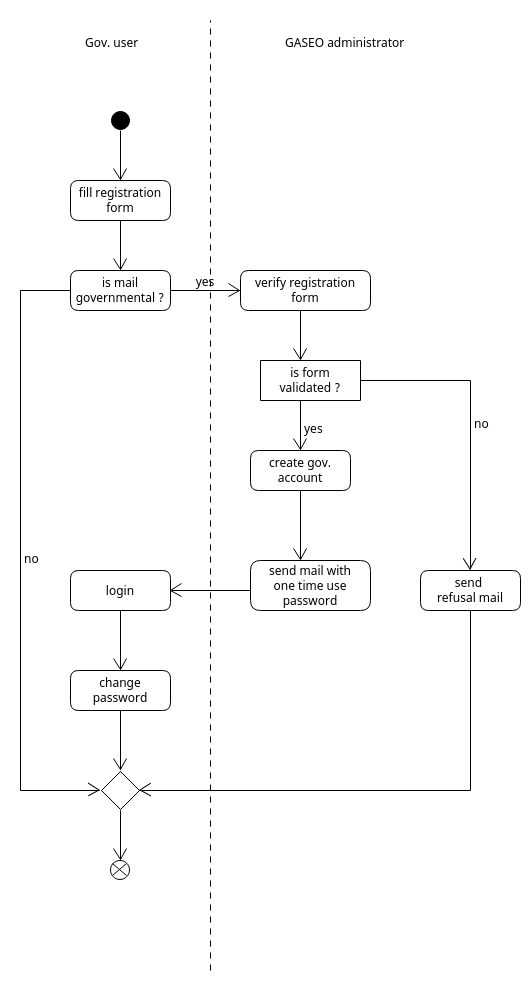 Gov. user
GASEO administrator
fill registration
form
is mail
governmental ?
yes
verify registration
form
is form
validated ?
no
yes
create gov.
account
no
login
send mail with
one time use
password
send
refusal mail
change
password